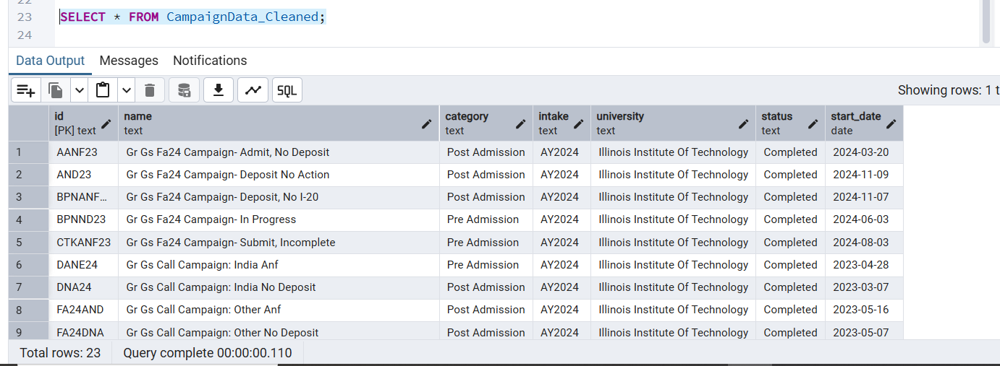 22
23 SELECT * FROM CampaignData_Cleaned;
24
Data Output Messages Notifications
SQL Showing rows: 1 t
id name category intake university status start_date
[PK] text text text text text text date
1 AANF23 Gr Gs Fa24 Campaign- Admit, No Deposit Post Admission AY2024 Illinois Institute Of Technology Completed 2024-03-20
2 AND23 Gr Gs Fa24 Campaign- Deposit No Action Post Admission AY2024 Illinois Institute Of Technology Completed 2024-11-09
3 BPNANF... Gr Gs Fa24 Campaign- Deposit, No I-20 Post Admission AY2024 Illinois Institute Of Technology Completed 2024-11-07
4 BPNND23 Gr Gs Fa24 Campaign- In Progress Pre Admission AY2024 Illinois Institute Of Technology Completed 2024-06-03
5 CTKANF23 Gr Gs Fa24 Campaign- Submit, Incomplete Pre Admission AY2024 Illinois Institute Of Technology Completed 2024-08-03
6 DANE24 Gr Gs Call Campaign: India Anf Pre Admission AY2024 Illinois Institute Of Technology Completed 2023-04-28
7 DNA24 Gr Gs Call Campaign: India No Deposit Post Admission AY2024 Illinois Institute Of Technology Completed 2023-03-07
8 FA24AND Gr Gs Call Campaign: Other Anf Post Admission AY2024 Illinois Institute Of Technology Completed 2023-05-16
9 FA24DNA Gr Gs Call Campaign: Other No Deposit Post Admission AY2024 Illinois Institute Of Technology Completed 2023-05-07
Total rows: 23 Query complete 00:00:00.110